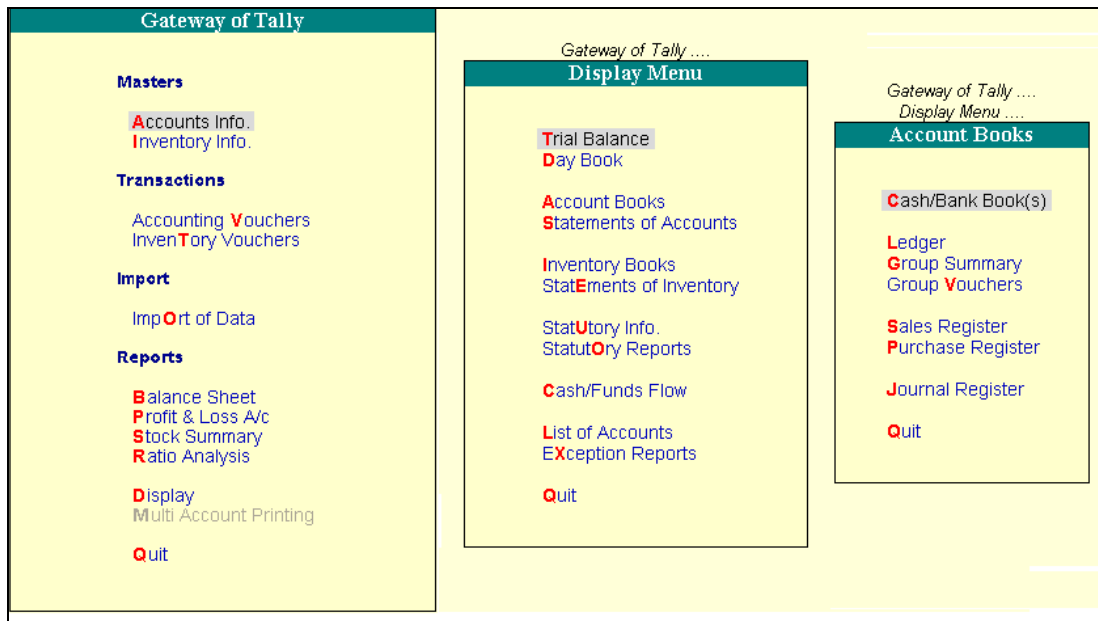 Gateway of Tally
Masters
Accounts Info.
Inventory Info.
Transactions
Accounting Vouchers
InvenTory Vouchers
Import
ImpOrt of Data
Reports
Balance Sheet
Profit & Loss A/c
Stock Summary
Ratio Analysis
Display
Multi Account Printing
Quit
Gateway of Tally ....
Display Menu
Trial Balance
Day Book
Account Books
Statements of Accounts
Inventory Books
StatEments of Inventory
StatUtory Info.
StatutOry Reports
Cash/Funds Flow
List of Accounts
EXception Reports
Quit
Gateway of Tally ....
Display Menu ....
Account Books
Cash/Bank Book(s)
Ledger
Group Summary
Group Vouchers
Sales Register
Purchase Register
Journal Register
Quit